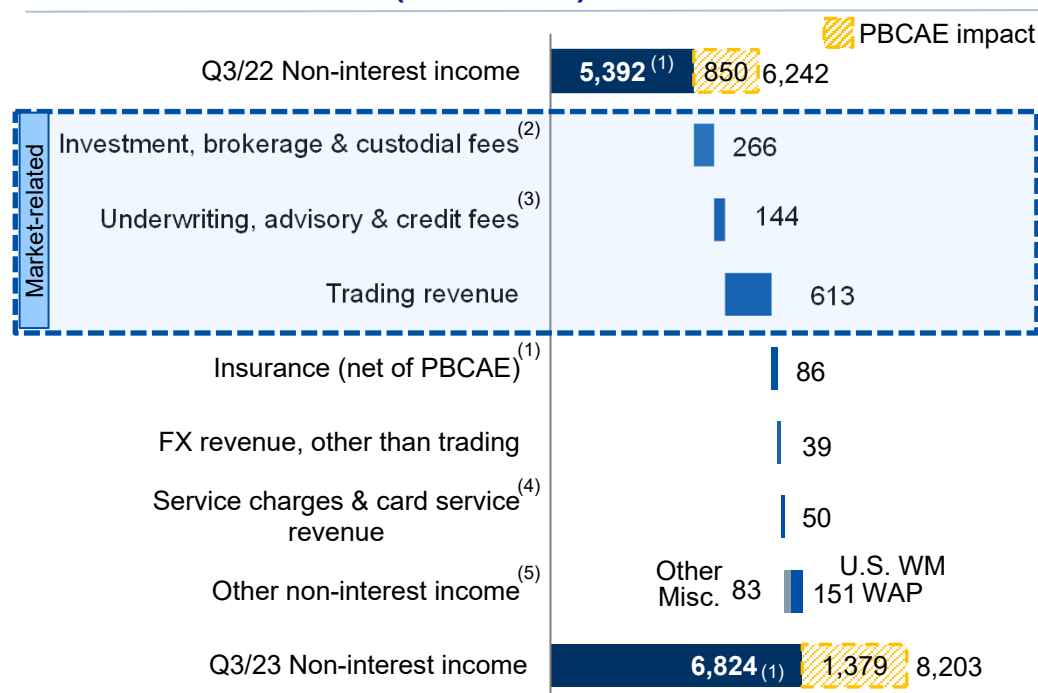 PBCAE impact
Q3/22 Non-interest income 5,392 (1) 850 6,242
Market-related
Investment, brokerage & custodial fees(2) 266
Underwriting, advisory & credit fees(3) 144
Trading revenue 613
Insurance (net of PBCAE)(1) 86
FX revenue, other than trading 39
Service charges & card service(4)
revenue 50
Other non-interest income(5) Other
Misc. 83 151 U.S. WM
WAP
Q3/23 Non-interest income 6,824 (1) 1,379 8,203